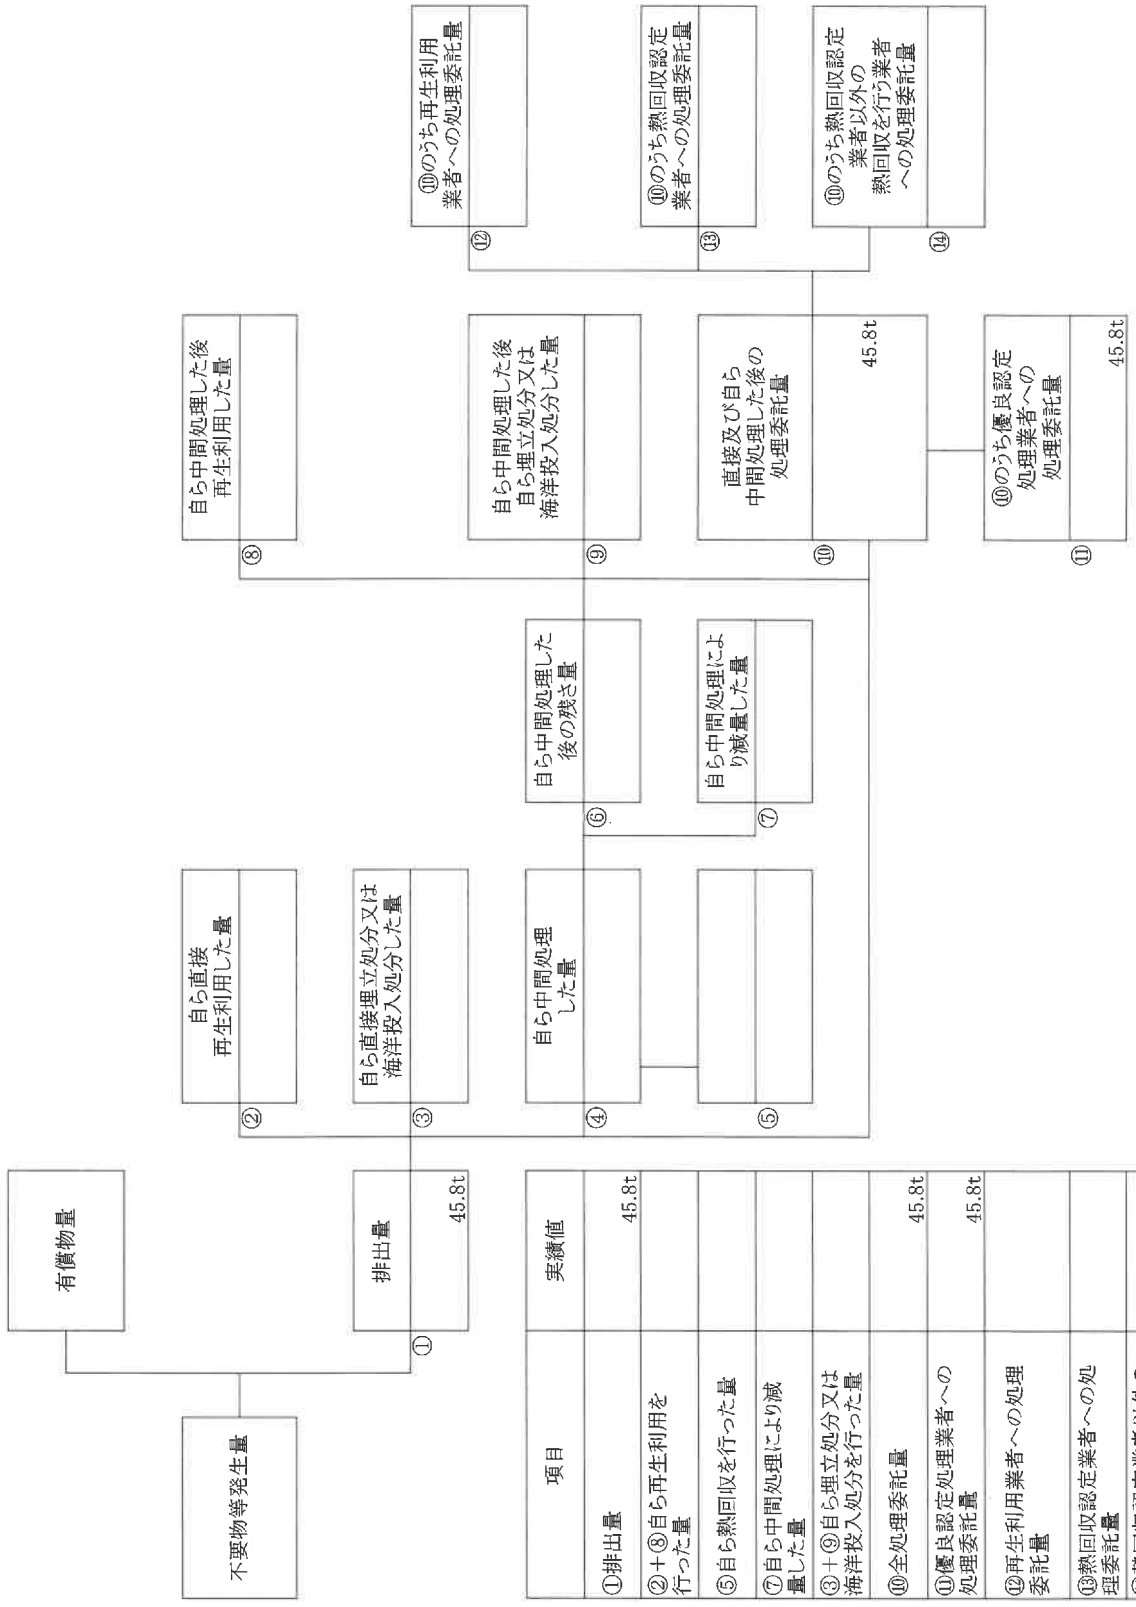 不要物等発生量
有償物量
排出量
①
45.8t
自ら直接
再生利用した量
②
自ら直接埋立処分又は
海洋投入処分した量
③
自ら中間処理
した量
④
⑤
自ら中間処理した
後の残さ量
⑥
自ら中間処理によ
り減量した量
⑦
自ら中間処理した後
再生利用した量
⑧
自ら中間処理した後
自ら埋立処分又は
海洋投入処分した量
⑨
直接及び自ら
中間処理した後の
処理委託量
⑩
45.8t
⑩のうち優良認定
処理業者への
処理委託量
⑪
45.8t
⑩のうち再生利用
業者への処理委託量
⑫
⑩のうち熱回収認定
業者への処理委託量
⑬
⑩のうち熱回収認定
業者以外の
熱回収を行う業者
への処理委託量
⑭
項目
実績値
①排出量
45.8t
②+⑧自ら再生利用を
行った量
⑤自ら熱回収を行った量
⑦自ら中間処理により減
量した量
③+⑨自ら埋立処分又は
海洋投入処分を行った量
⑩全処理委託量
45.8t
⑪優良認定処理業者への
処理委託量
45.8t
⑫再生利用業者への処理
委託量
⑬熱回収認定業者への処
理委託量